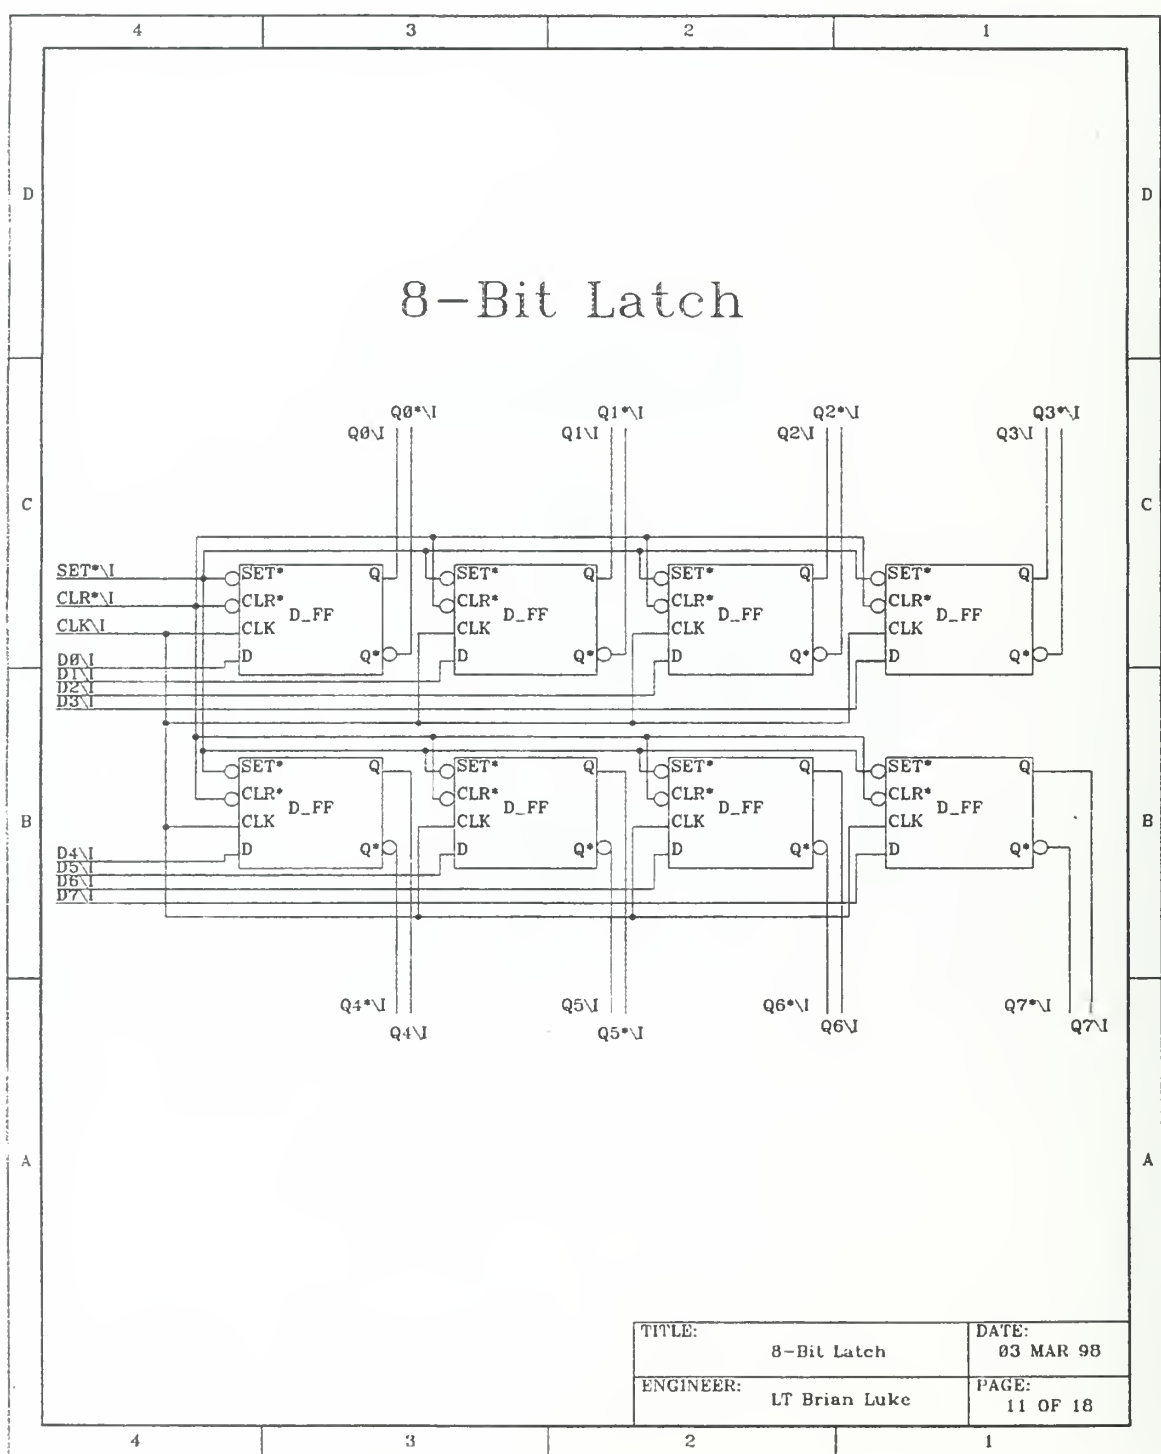 4 3 2 1
D D
8-Bit Latch
Q0*\I Q1*\I Q2*\I Q3*\I
Q0\I Q1\I Q2\I Q3\I
C C
SET*\I
CLR*\I
CLK\I
D0\I
D1\I
D2\I
D3\I
SET* Q SET* Q SET* Q SET* Q
CLR* CLR* CLR* CLR*
D_FF D_FF D_FF D_FF
CLK CLK CLK CLK
D Q* D Q* D Q* D Q*
SET* Q SET* Q SET* Q SET* Q
CLR* CLR* CLR* CLR*
D_FF D_FF D_FF D_FF
B CLK CLK CLK CLK B
D Q* D Q* D Q* D Q*
D4\I
D5\I
D6\I
D7\I
Q4*\I Q5\I Q6*\I Q7*\I
Q4\I Q5*\I Q6\I Q7\I
A A
TITLE:
8-Bit Latch
DATE:
03 MAR 98
ENGINEER:
LT Brian Luke
PAGE:
11 OF 18
4 3 2 1